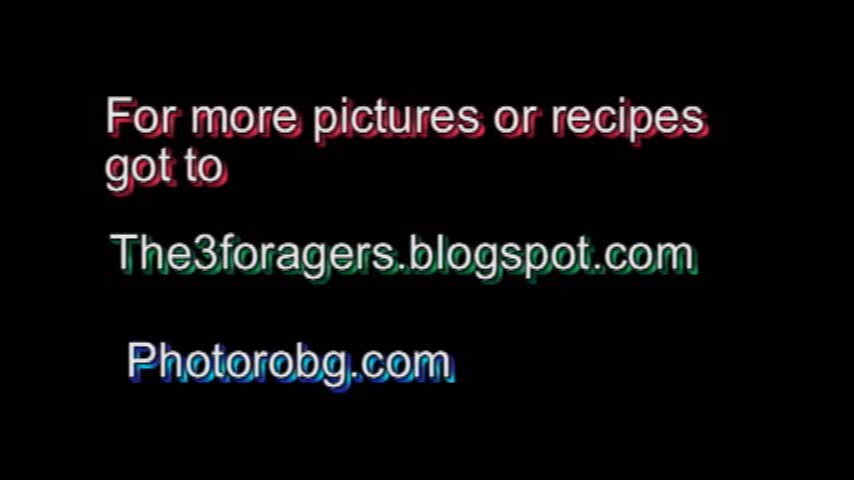 For more pictures or recipes
got to
The3foragers.blogspot.com
Photorobg.com